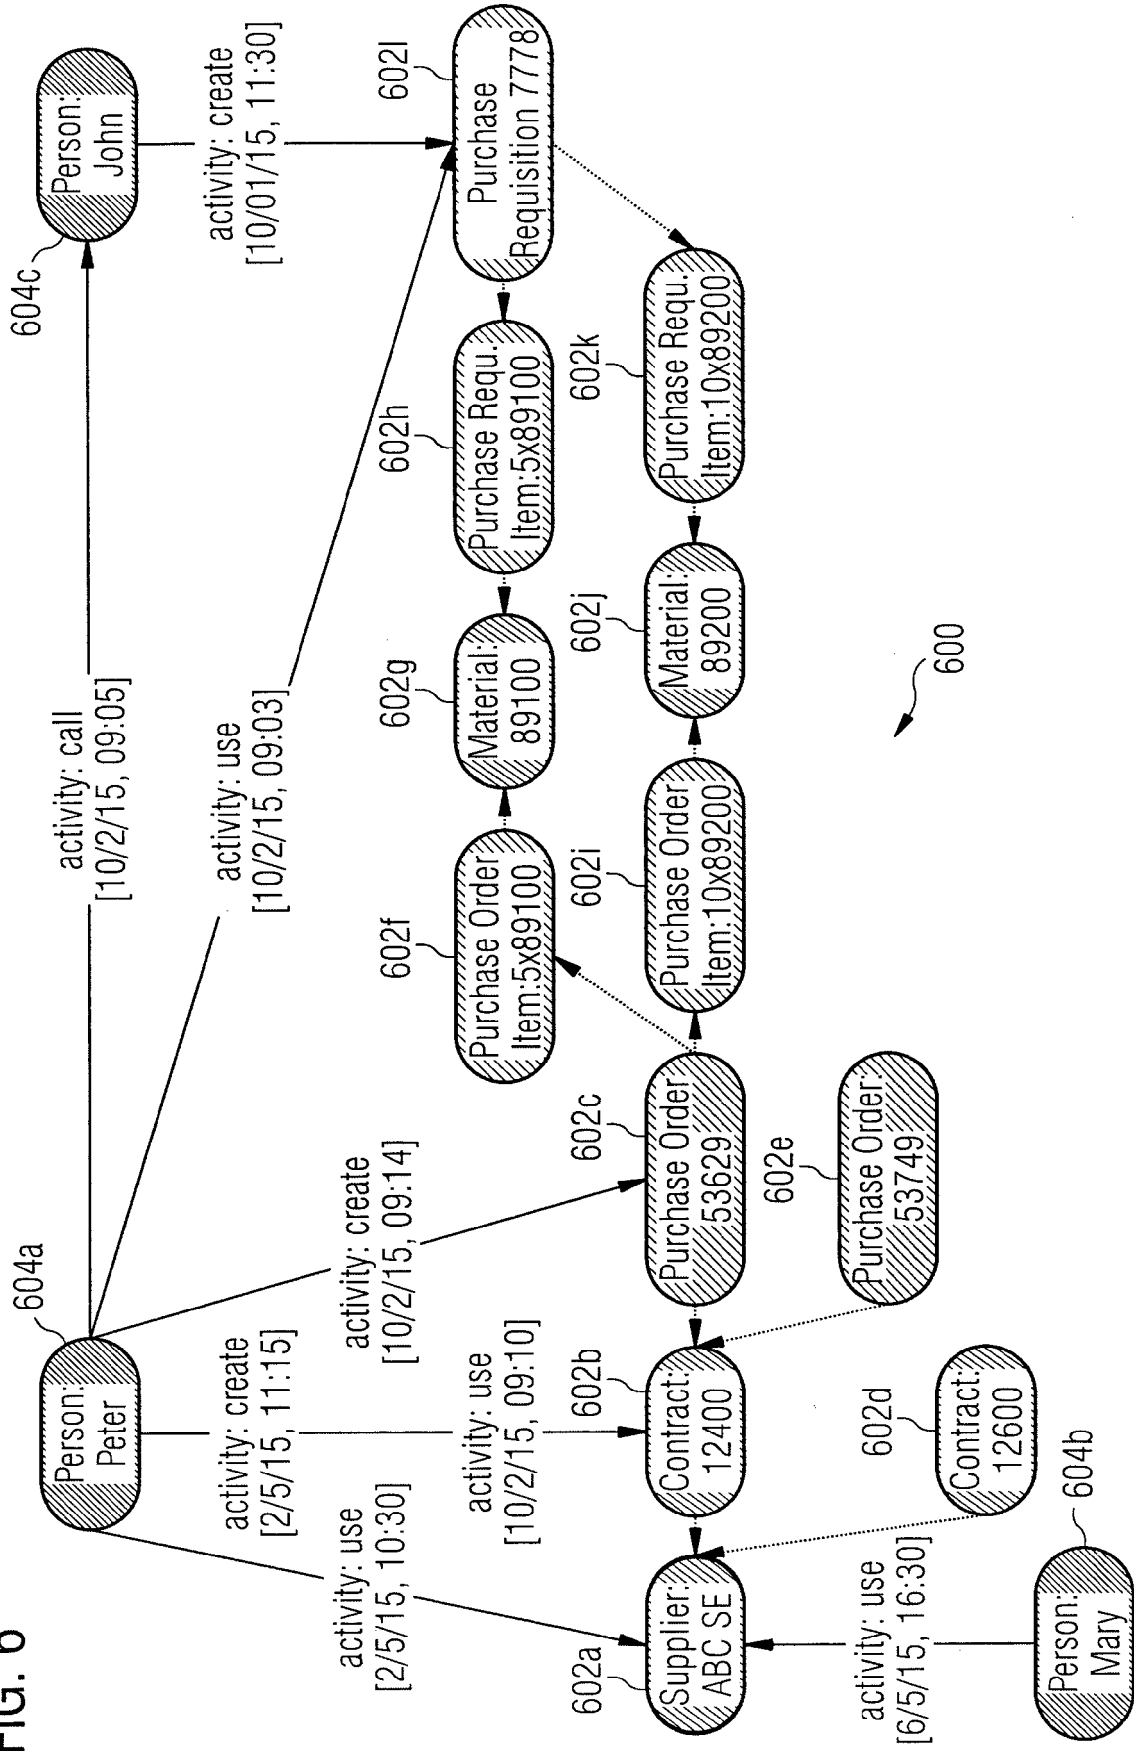 FIG. 6
604a
Person:
Peter
activity: call
[10/2/15, 09:05]
604c
Person:
John
activity: use
[2/5/15, 10:30]
activity: create
[2/5/15, 11:15]
activity: use
[10/2/15, 09:10]
activity: create
[10/2/15, 09:14]
activity: use
[10/2/15, 09:03]
activity: create
[10/01/15, 11:30]
602f
Purchase Order
Item:5x89100
602g
Material:
89100
602h
Purchase Requ.
Item:5x89100
602l
Purchase
Requisition 7778
602a
Supplier:
ABC SE
602b
Contract:
12400
602c
Purchase Order:
53629
602i
Purchase Order
Item:10x89200
602j
Material:
89200
602k
Purchase Requ.
Item:10x89200
602e
Purchase Order:
53749
602d
Contract:
12600
activity: use
[6/5/15, 16:30]
604b
Person:
Mary
600